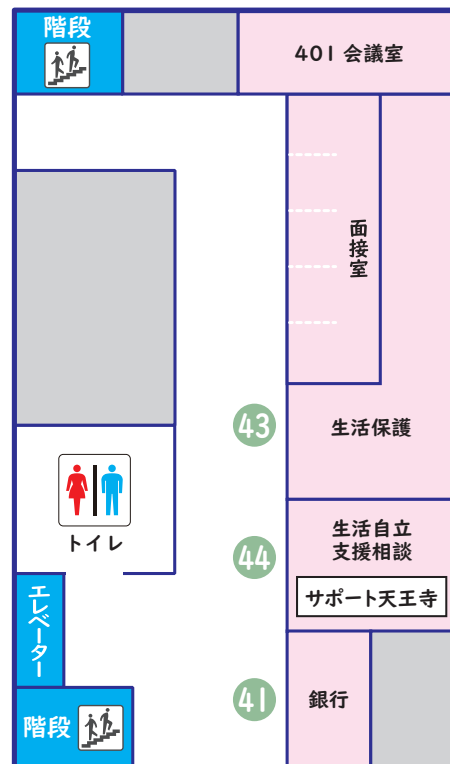 階段
401 会議室
面接室
43
生活保護
トイレ
44
生活自立
支援相談
サポート天王寺
エレベーター
41
銀行
階段